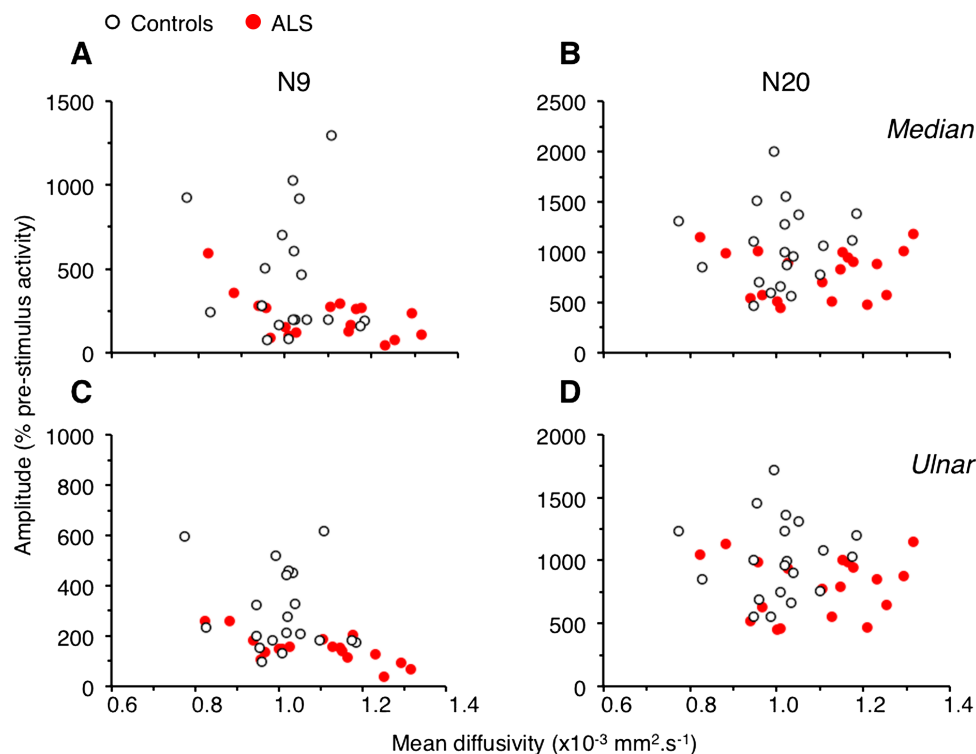 Controls ALS
A B
N9 N20
1500
1000
500
0
2500
2000
1500
1000
500
0
Median
Amplitude (% pre-stimulus activity)
C D
1000
800
600
400
200
0
2000
1500
1000
500
0
Ulnar
0.6 0.8 1.0 1.2 1.4
0.6 0.8 1.0 1.2 1.4
Mean diffusivity (x10⁻³ mm².s⁻¹)